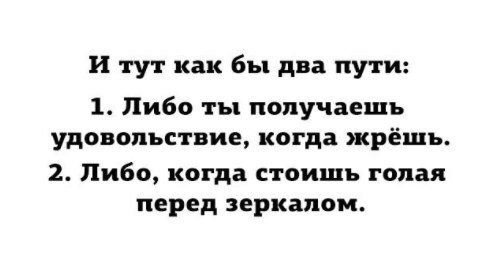 И тут как бы два пути:
1. Либо ты получаешь
удовольствие, когда жрёшь.
2. Либо, когда стоишь голая
перед зеркалом.